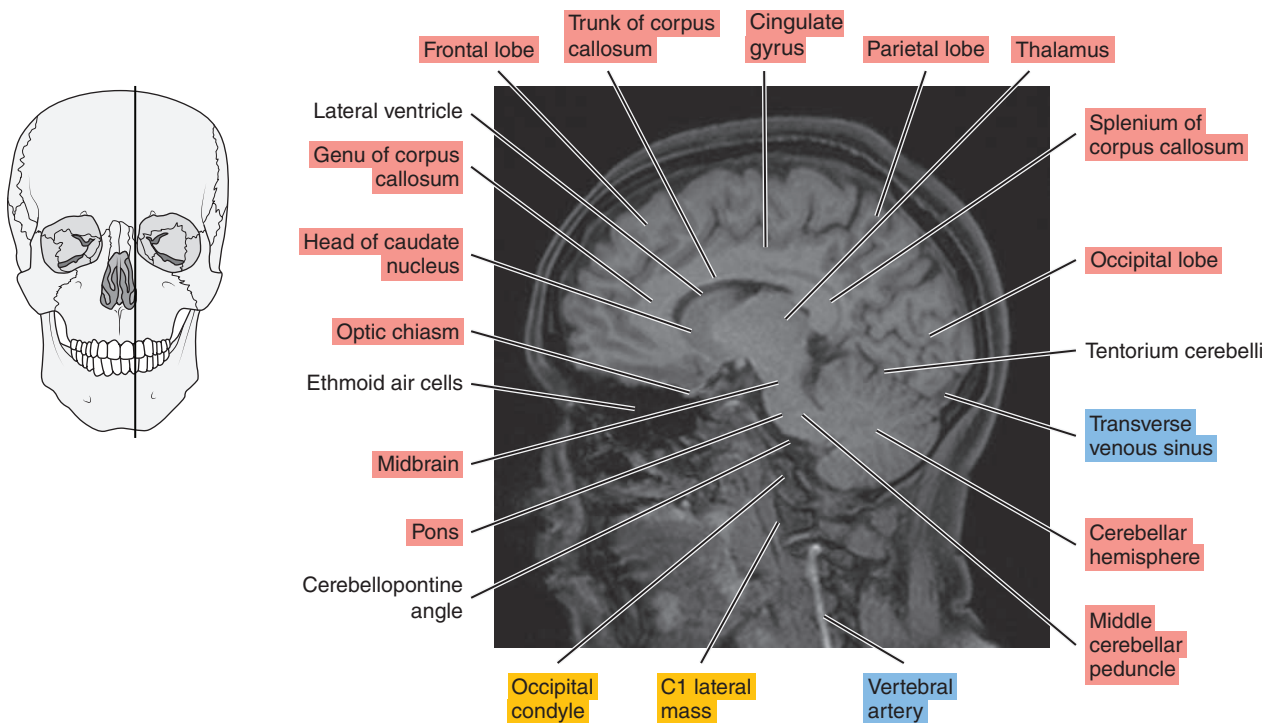 Frontal lobe
Trunk of corpus
callosum
Cingulate
gyrus
Parietal lobe
Thalamus
Lateral ventricle
Genu of corpus
callosum
Head of caudate
nucleus
Optic chiasm
Ethmoid air cells
Midbrain
Pons
Cerebellopontine
angle
Splenium of
corpus callosum
Occipital lobe
Tentorium cerebelli
Transverse
venous sinus
Cerebellar
hemisphere
Middle
cerebellar
peduncle
Occipital
condyle
C1 lateral
mass
Vertebral
artery